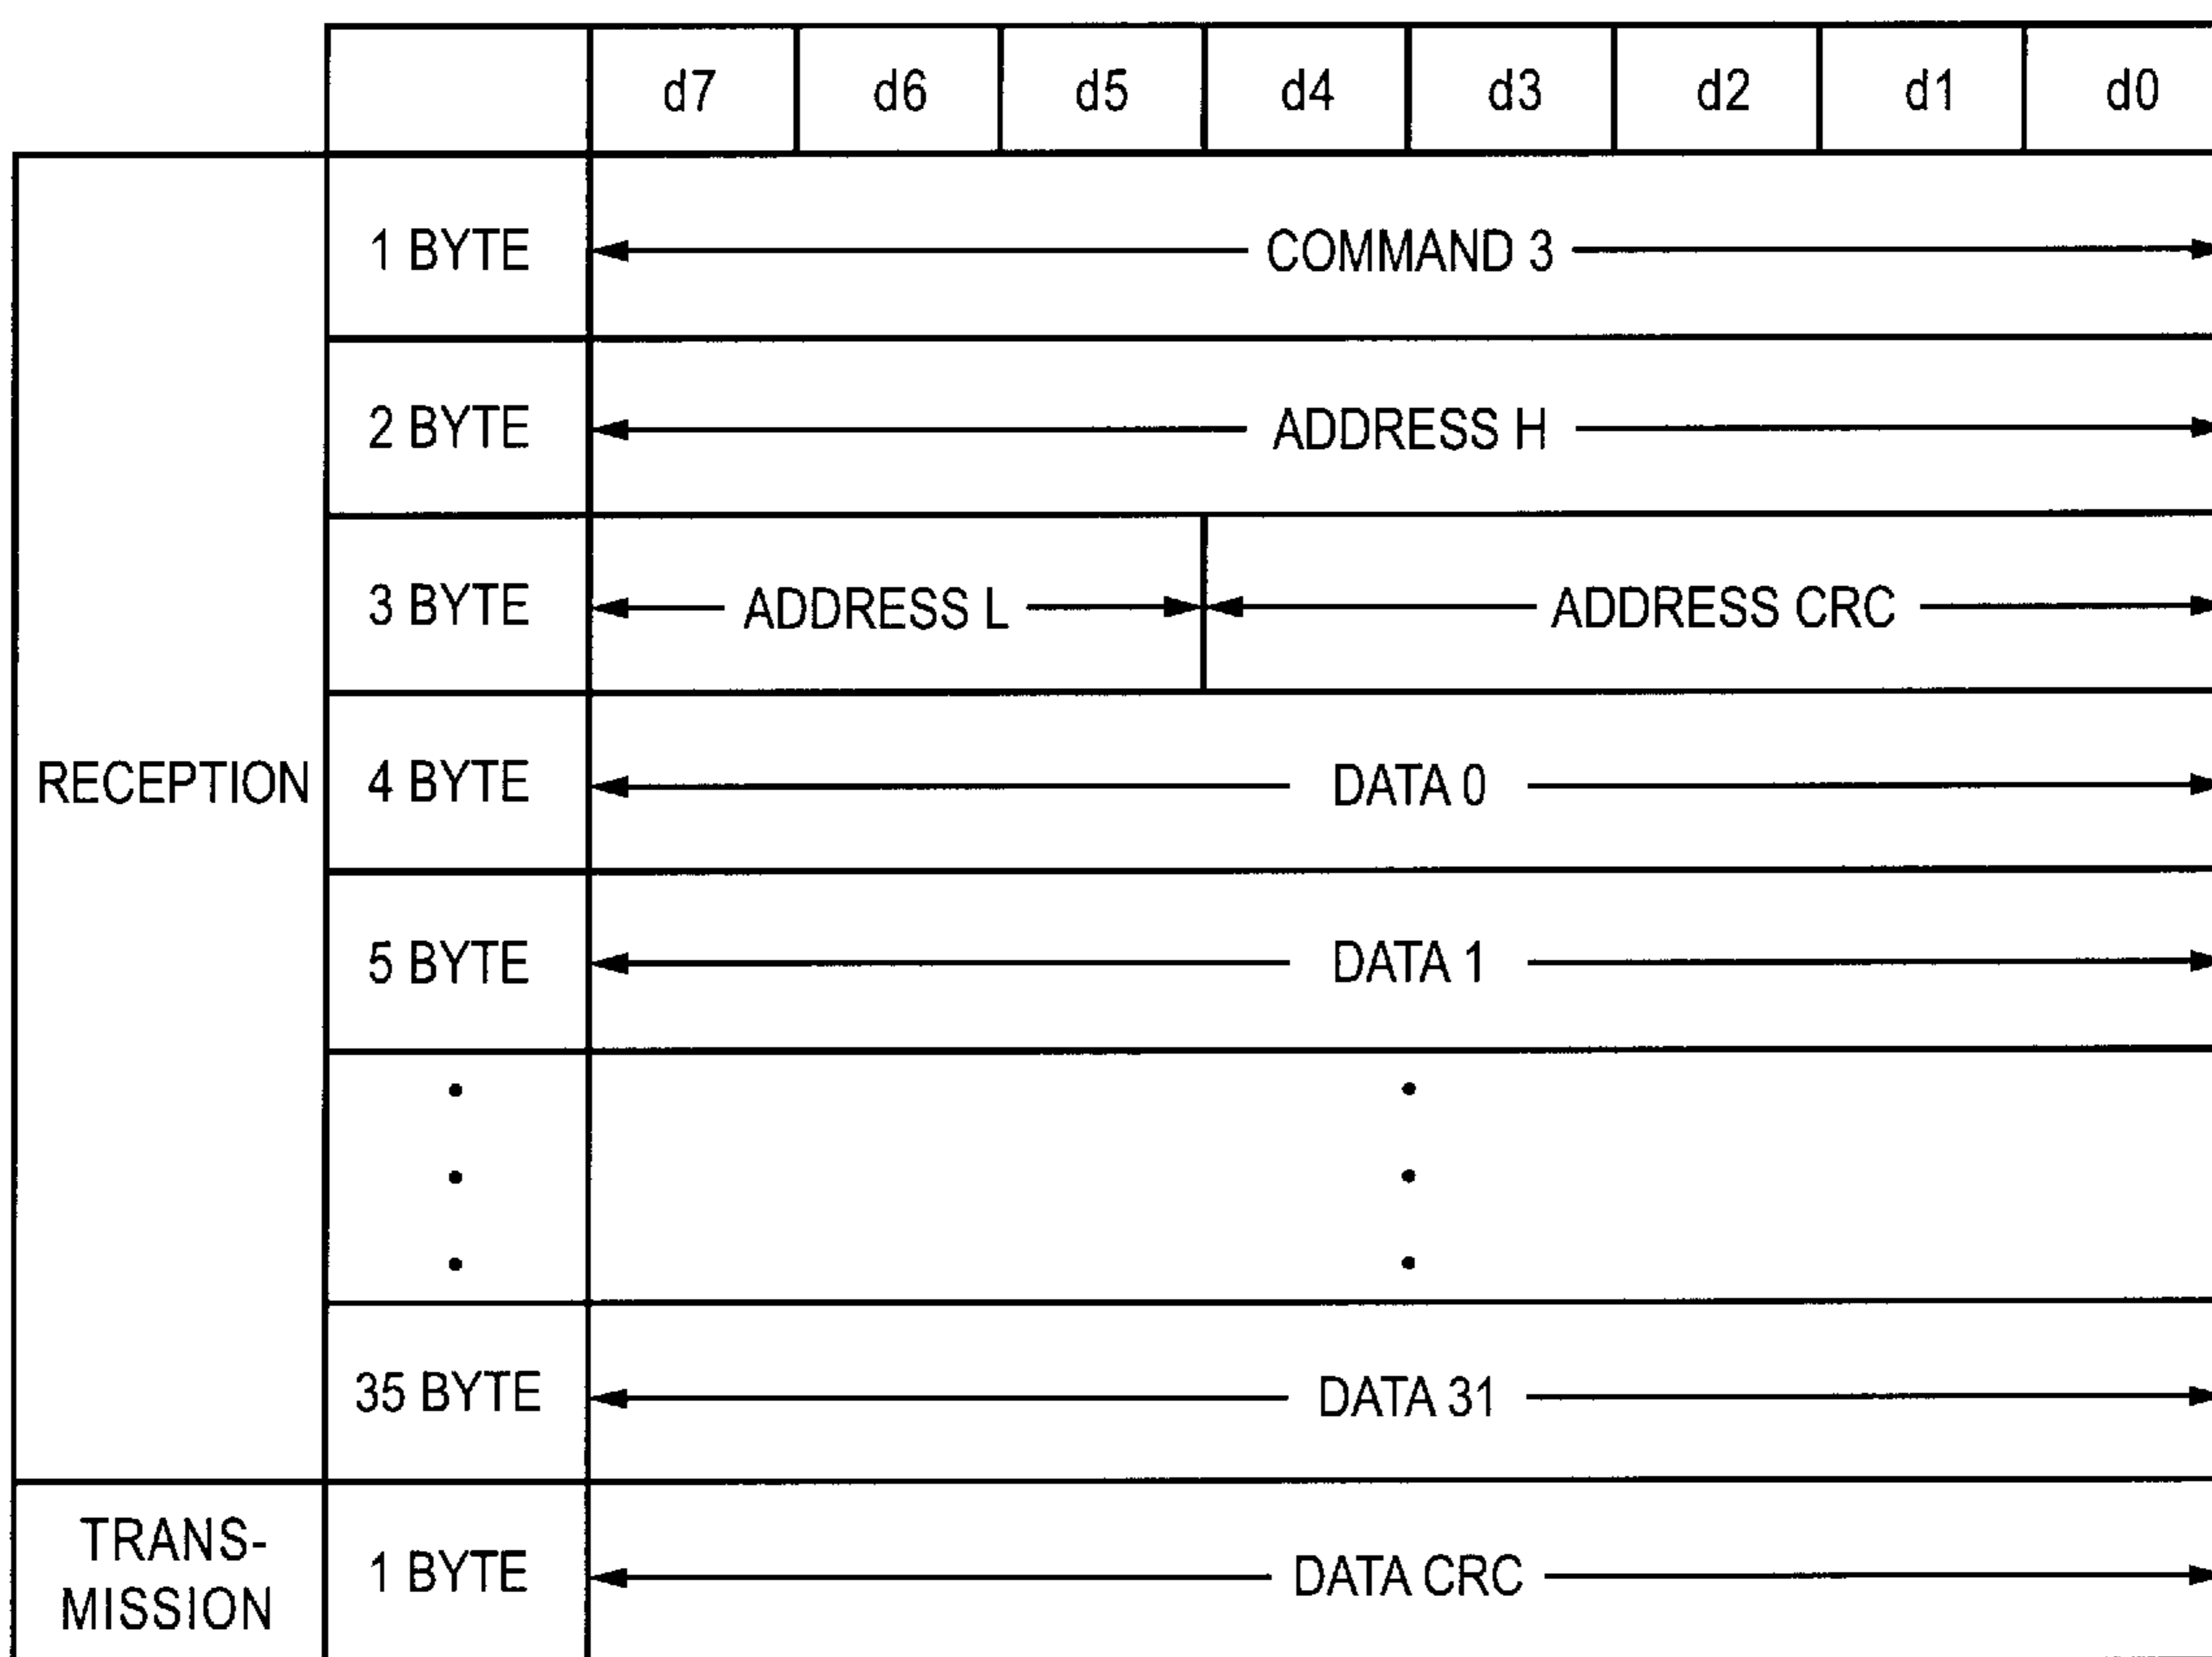 d7 d6 d5 d4 d3 d2 d1 d0
1 BYTE COMMAND 3
2 BYTE ADDRESS H
3 BYTE ADDRESS L ADDRESS CRC
RECEPTION 4 BYTE DATA 0
5 BYTE DATA 1
35 BYTE DATA 31
TRANS-
MISSION 1 BYTE DATA CRC